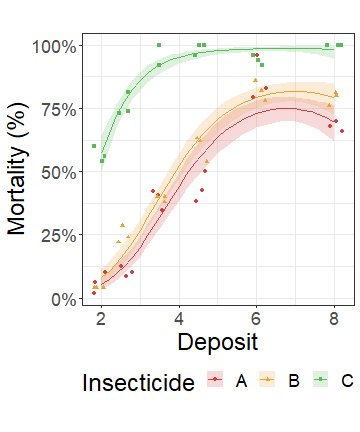 Mortality (%)
100%
75%
50%
25%
0%
2 4 6 8
Deposit
Insecticide A B C